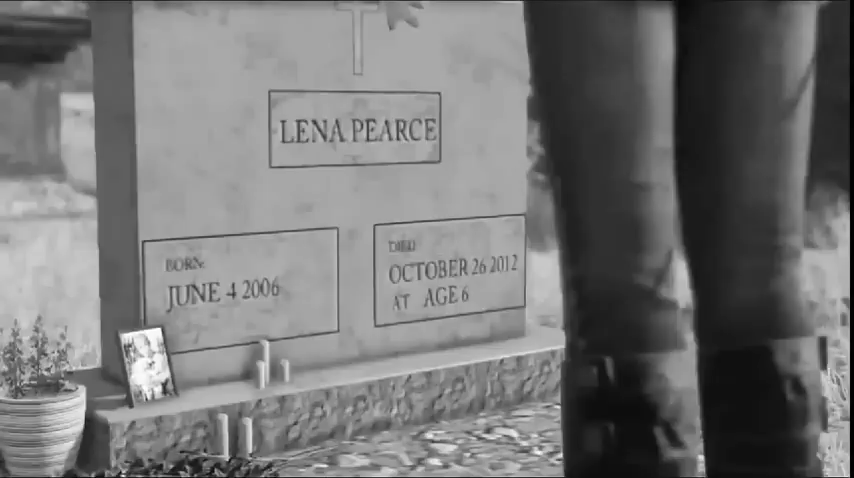 LENA PEARCE
BORN:
JUNE 4 2006
DIED
OCTOBER 26 2012
AT AGE 6